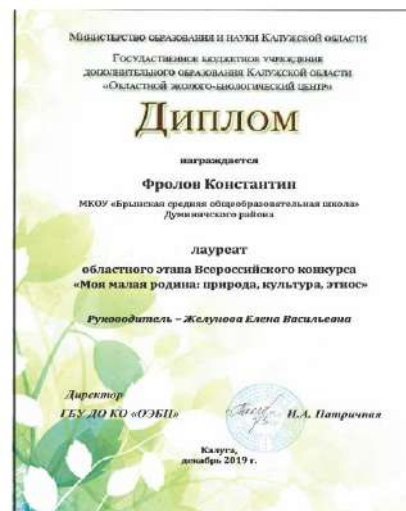 Министерство образования и науки Калужской области
Государственное бюджетное учреждение
дополнительного образования Калужской области
«Областной эколого-биологический центр»
Диплом
награждается
Фролов Константин
МКОУ «Брынская средняя общеобразовательная школа»
Думиничского района
лауреат
областного этапа Всероссийского конкурса
«Моя малая родина: природа, культура, этнос»
Руководитель – Желунова Елена Васильевна
Директор
ГБУ ДО КО «ОЭБЦ»
И.А. Патричная
Калуга,
декабрь 2019 г.